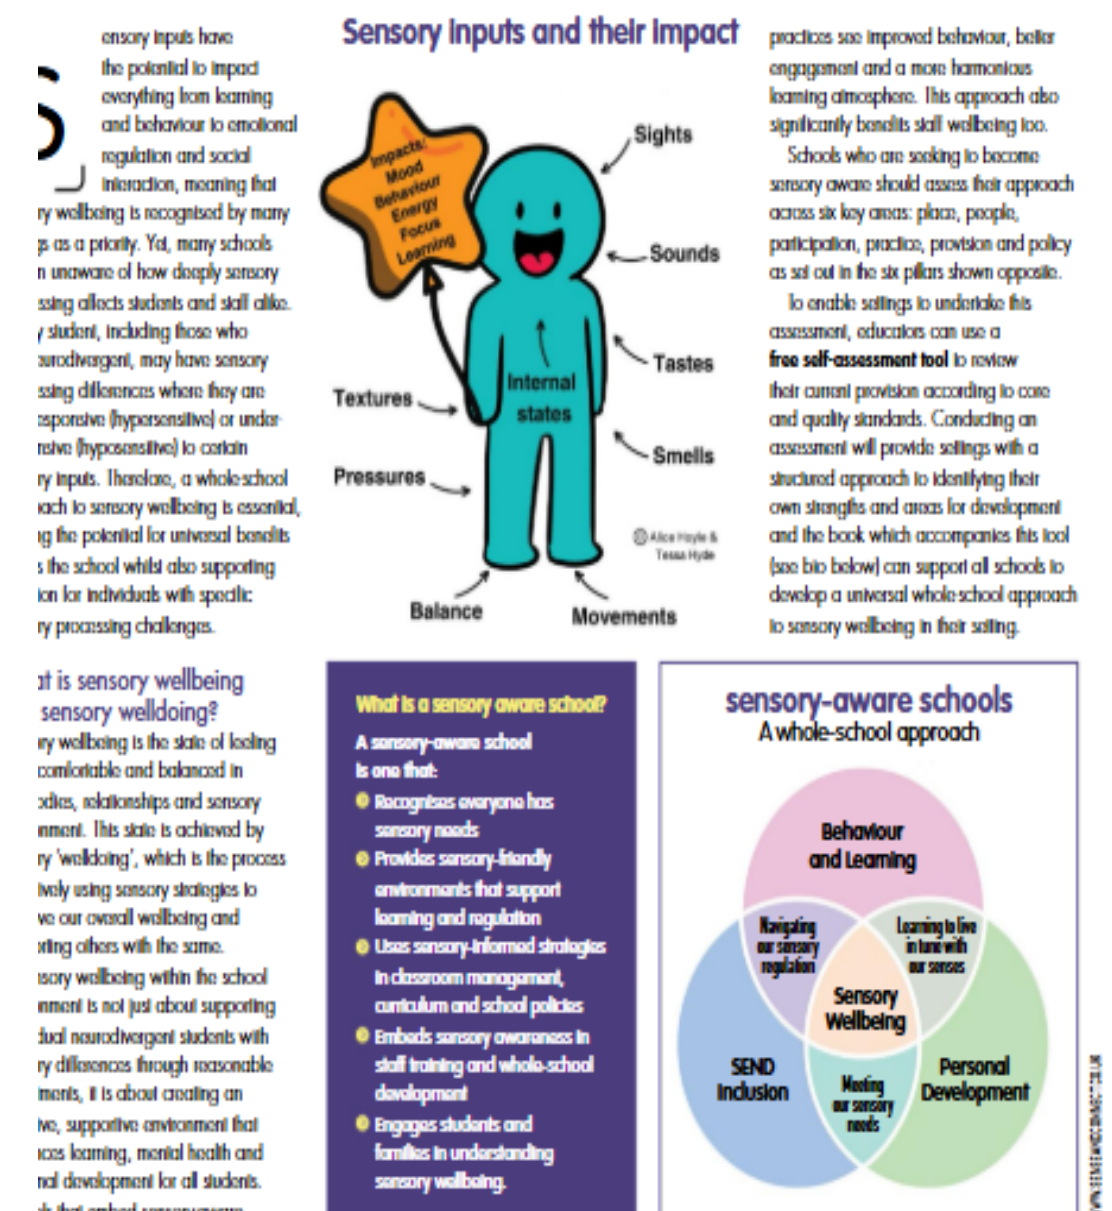 S
ensory inputs have
the potential to impact
everything from learning
and behaviour to emotional
regulation and social
interaction, meaning that
ry wellbeing is recognised by many
gs as a priority. Yet, many schools
n unaware of how deeply sensory
ssing affects students and staff alike.
y student, including those who
eurodivergent, may have sensory
ssing differences where they are
esponsive (hypersensitive) or under-
nsive (hyposensitive) to certain
ry inputs. Therefore, a whole-school
ach to sensory wellbeing is essential,
ng the potential for universal benefits
s the school whilst also supporting
ion for individuals with specific
ry processing challenges.
at is sensory wellbeing
sensory welldoing?
ry wellbeing is the state of feeling
comfortable and balanced in
odies, relationships and sensory
nment. This state is achieved by
ry 'welldoing', which is the process
ively using sensory strategies to
ve our overall wellbeing and
orting others with the same.
nsory wellbeing within the school
nment is not just about supporting
dual neurodivergent students with
ry differences through reasonable
tments, it is about creating an
ive, supportive environment that
nces learning, mental health and
nal development for all students.
ls that embed sensory-aware
Sensory Inputs and their Impact
Impacts:
Mood
Behaviour
Energy
Focus
Learning
Sights
Sounds
Tastes
Smells
Textures
Pressures
Internal
states
Balance
Movements
© Alice Hoyle &
Tessa Hyde
practices see improved behaviour, better
engagement and a more harmonious
learning atmosphere. This approach also
significantly benefits staff wellbeing too.
Schools who are seeking to become
sensory aware should assess their approach
across six key areas: place, people,
participation, practice, provision and policy
as set out in the six pillars shown opposite.
To enable settings to undertake this
assessment, educators can use a
free self-assessment tool to review
their current provision according to core
and quality standards. Conducting an
assessment will provide settings with a
structured approach to identifying their
own strengths and areas for development
and the book which accompanies this tool
(see bio below) can support all schools to
develop a universal whole-school approach
to sensory wellbeing in their setting.
What is a sensory aware school?
A sensory-aware school
is one that:
Recognises everyone has
sensory needs
Provides sensory-friendly
environments that support
learning and regulation
Uses sensory-informed strategies
in classroom management,
curriculum and school policies
Embeds sensory awareness in
staff training and whole-school
development
Engages students and
families in understanding
sensory wellbeing.
sensory-aware schools
A whole-school approach
Behaviour
and Learning
Navigating
our sensory
regulation
Learning to live
in tune with
our senses
Sensory
Wellbeing
SEND
Inclusion
Meeting
our sensory
needs
Personal
Development
WWW.SENSEANDCONNECT.CO.UK